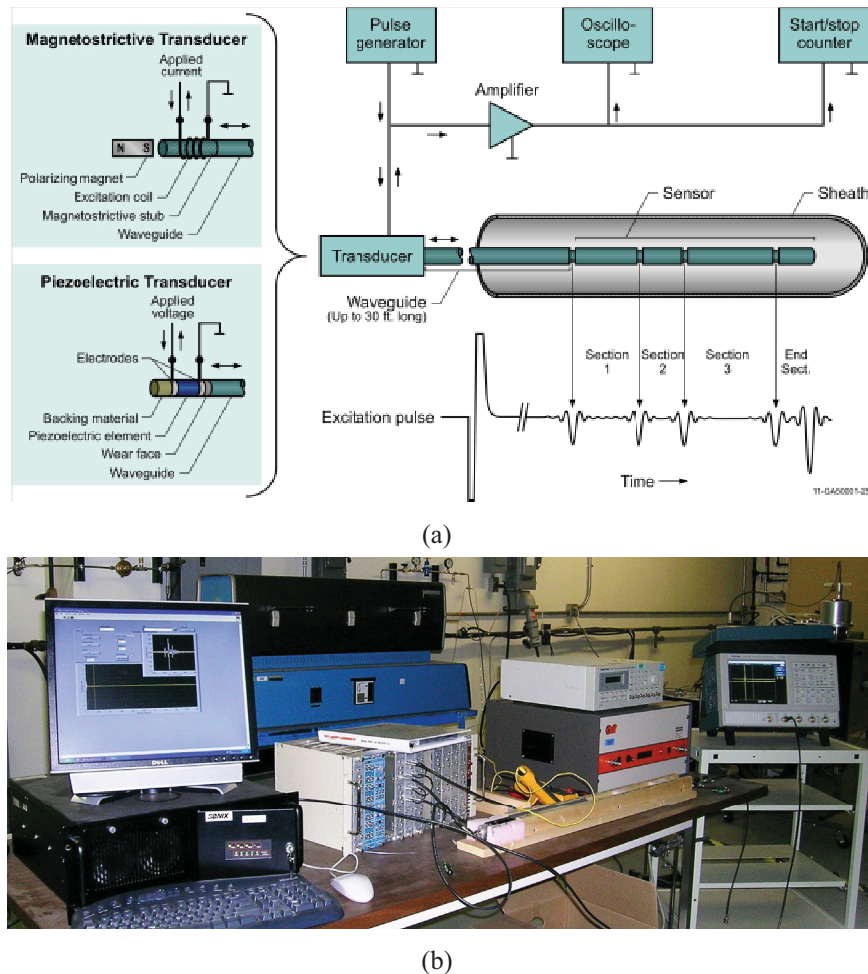 Magnetostrictive Transducer
Applied
current
N S
Polarizing magnet
Excitation coil
Magnetostrictive stub
Waveguide
Piezoelectric Transducer
Applied
voltage
Electrodes
Backing material
Piezoelectric element
Wear face
Waveguide
Pulse
generator
Oscillo-
scope
Start/stop
counter
Amplifier
Sensor
Sheath
Transducer
Waveguide
(Up to 30 ft. long)
Section
1
Section
2
Section
3
End
Sect.
Excitation pulse
Time
(a)
DELL
SONIX
(b)